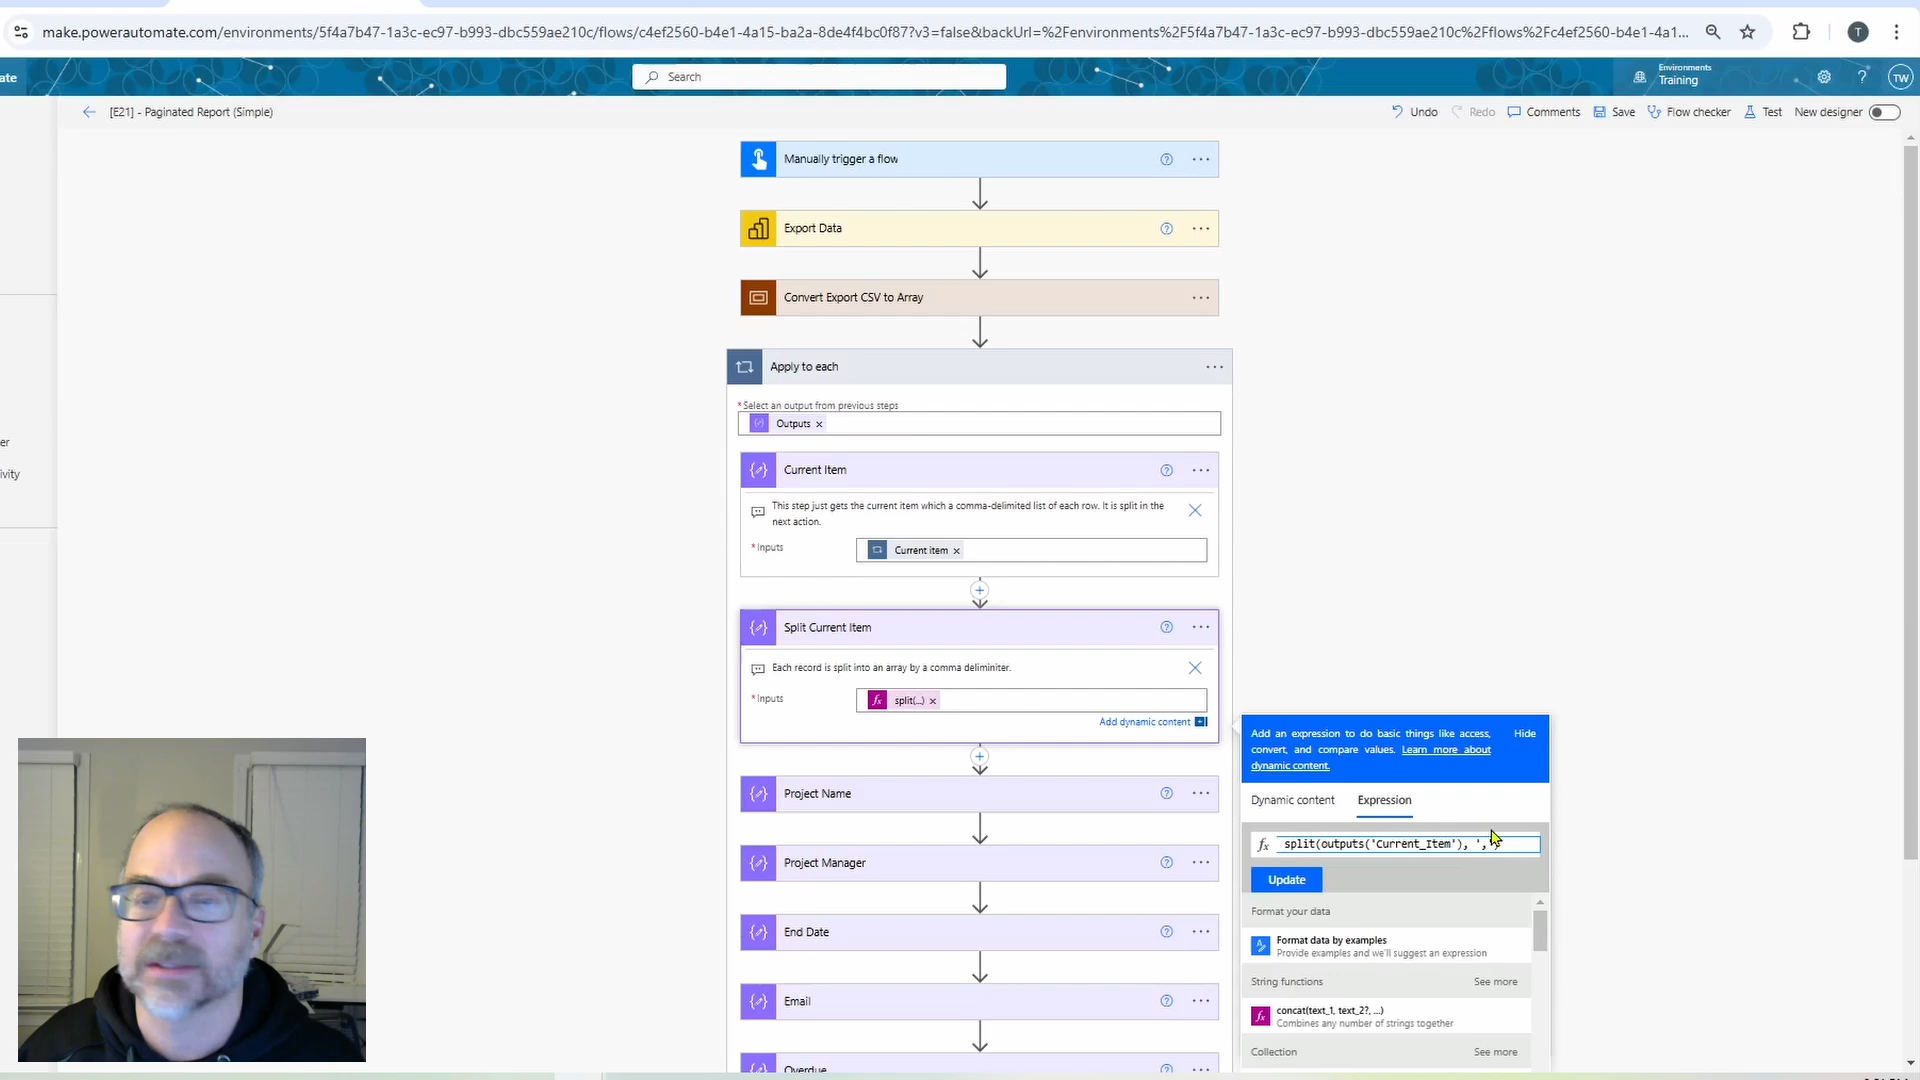 make.powerautomate.com/environments/5f4a7b47-1a3c-ec97-b993-dbc559ae210c/flows/c4ef2560-b4e1-4a15-ba2a-8de4f4bc0f87?v3=false&backUrl=%2Fenvironments%2F5f4a7b47-1a3c-ec97-b993-dbc559ae210c%2Fflows%2Fc4ef2560-b4e1-4a1...
T
ate
Search
Environments
Training
TW
[E21] - Paginated Report (Simple)
Undo
Redo
Comments
Save
Flow checker
Test
New designer
Manually trigger a flow
Export Data
Convert Export CSV to Array
Apply to each
*Select an output from previous steps
Outputs
Current Item
This step just gets the current item which a comma-delimited list of each row. It is split in the
next action.
*Inputs
Current item
er
ivity
Split Current Item
Each record is split into an array by a comma deliminiter.
*Inputs
split(...)
Add dynamic content
Project Name
Project Manager
End Date
Email
Overdue
Add an expression to do basic things like access,
convert, and compare values. Learn more about
dynamic content.
Hide
Dynamic content
Expression
fx
split(outputs('Current_Item'), ',')
Update
Format your data
Format data by examples
Provide examples and we'll suggest an expression
String functions
See more
concat(text_1, text_2?, ...)
Combines any number of strings together
Collection
See more